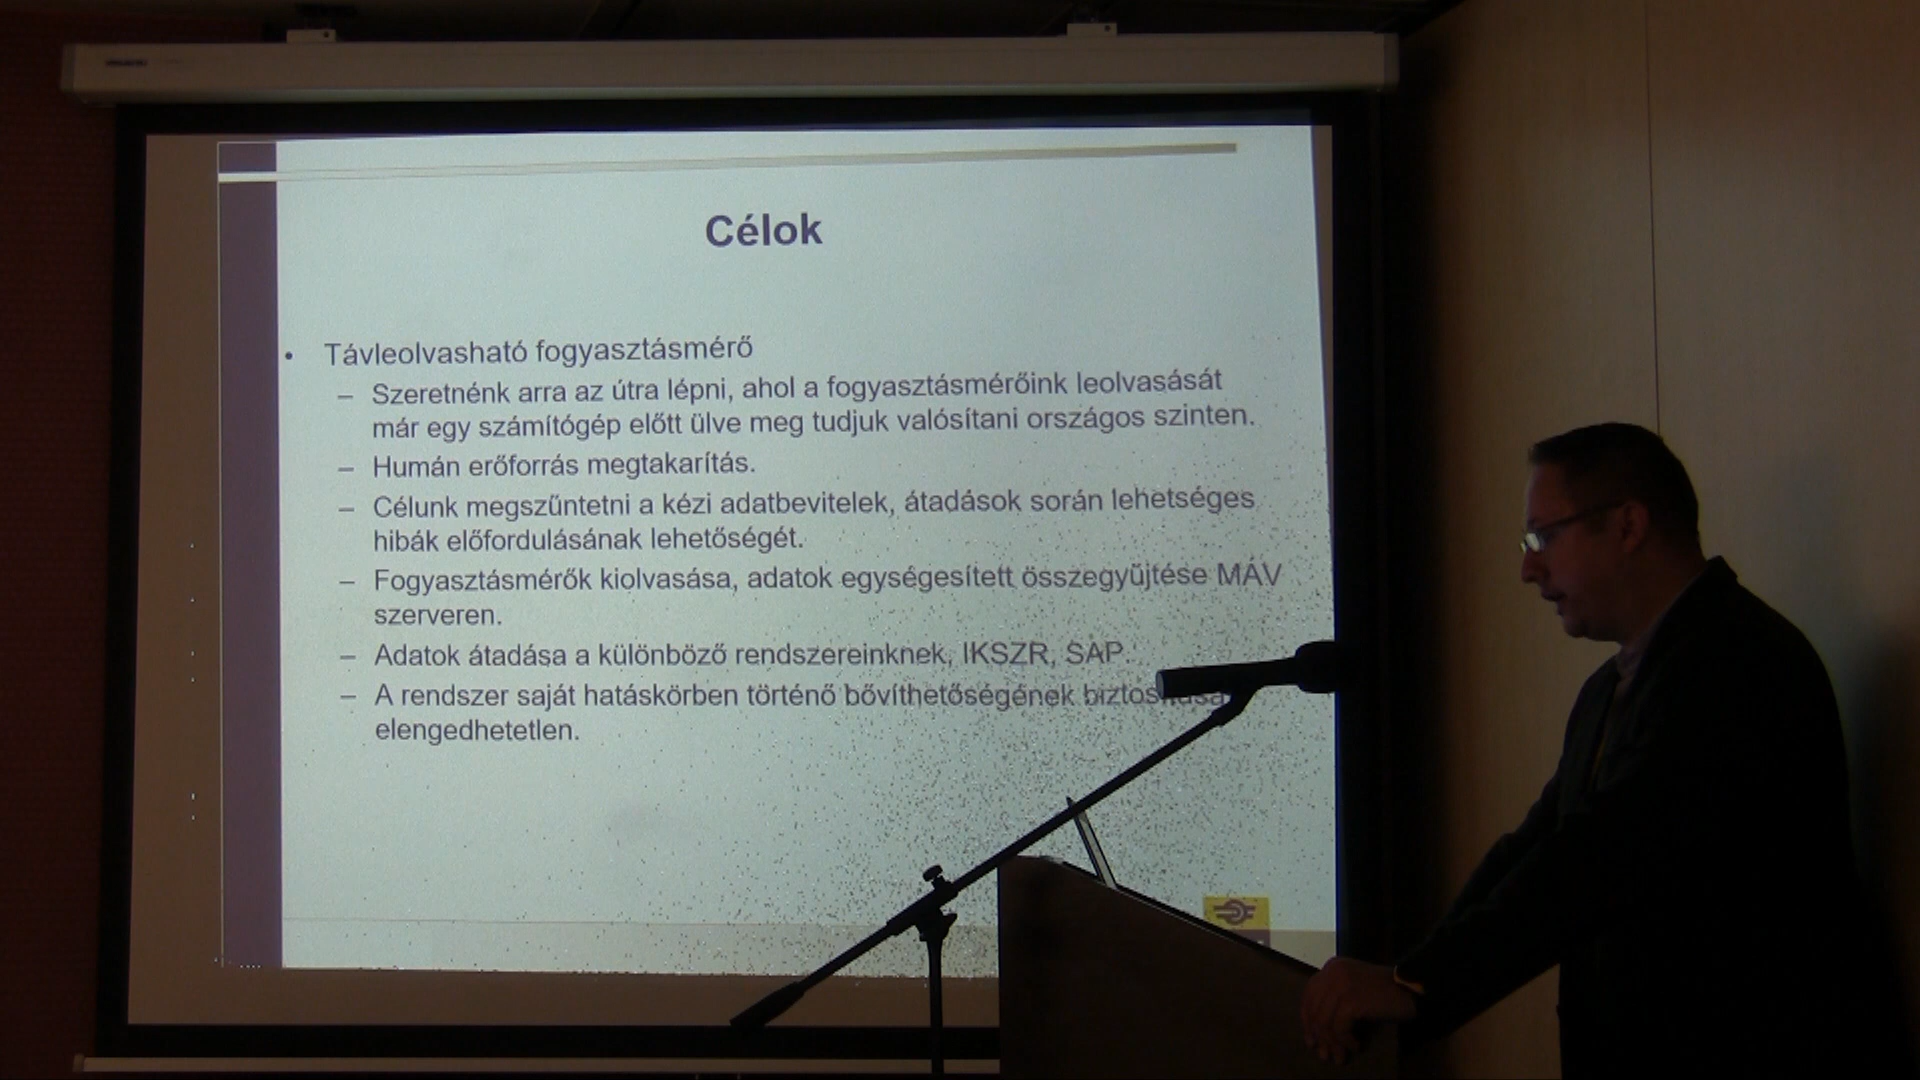 Célok
• Távleolvasható fogyasztásmérő
– Szeretnénk arra az útra lépni, ahol a fogyasztásmérőink leolvasását
már egy számítógép előtt ülve meg tudjuk valósítani országos szinten.
– Humán erőforrás megtakarítás.
– Célunk megszűntetni a kézi adatbevitelek, átadások során lehetséges
hibák előfordulásának lehetőségét.
– Fogyasztásmérők kiolvasása, adatok egységesített összegyűjtése MÁV
szerveren.
– Adatok átadása a különböző rendszereinknek, IKSZR, SAP.
– A rendszer saját hatáskörben történő bővíthetőségének
elengedhetetlen.